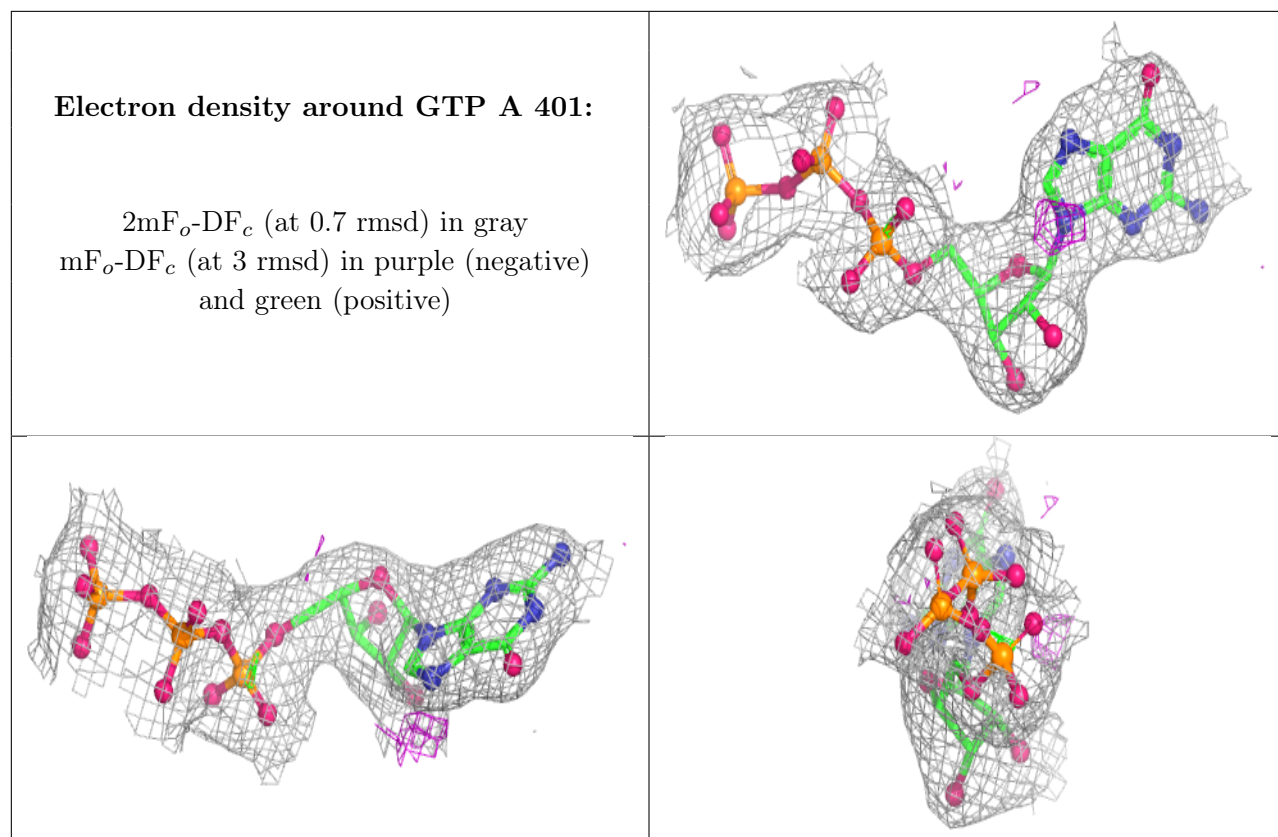 Electron density around GTP A 401:
2mFo-DFc (at 0.7 rmsd) in gray
mFo-DFc (at 3 rmsd) in purple (negative)
and green (positive)